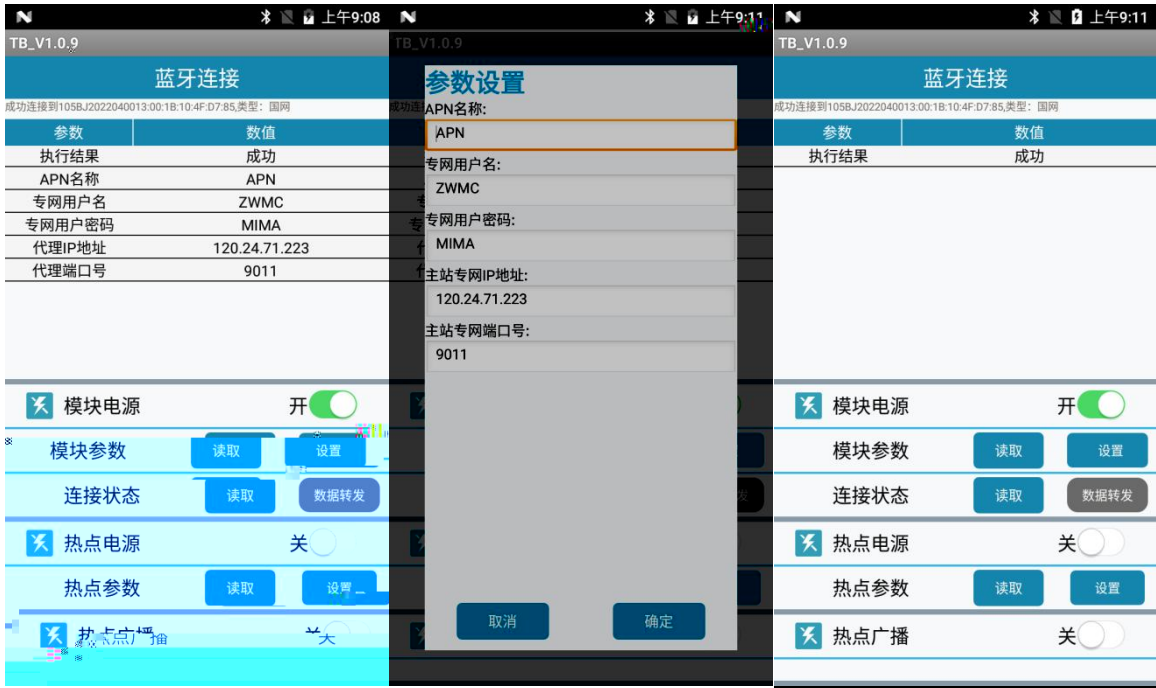 上午9:08
TB_V1.0.9
蓝牙连接
成功连接到105BJ2022040013:00:1B:10:4F:D7:85,类型：国网
参数 数值
执行结果 成功
APN名称 APN
专网用户名 ZWMC
专网用户密码 MIMA
代理IP地址 120.24.71.223
代理端口号 9011
模块电源 开
模块参数 读取 设置
连接状态 读取 数据转发
热点电源 关
热点参数 读取 设置
热点广播 关
上午9:11
TB_V1.0.9
参数设置
APN名称:
APN
专网用户名:
ZWMC
专网用户密码:
MIMA
主站专网IP地址:
120.24.71.223
主站专网端口号:
9011
取消 确定
上午9:11
TB_V1.0.9
蓝牙连接
成功连接到105BJ2022040013:00:1B:10:4F:D7:85,类型：国网
参数 数值
执行结果 成功
模块电源 开
模块参数 读取 设置
连接状态 读取 数据转发
热点电源 关
热点参数 读取 设置
热点广播 关